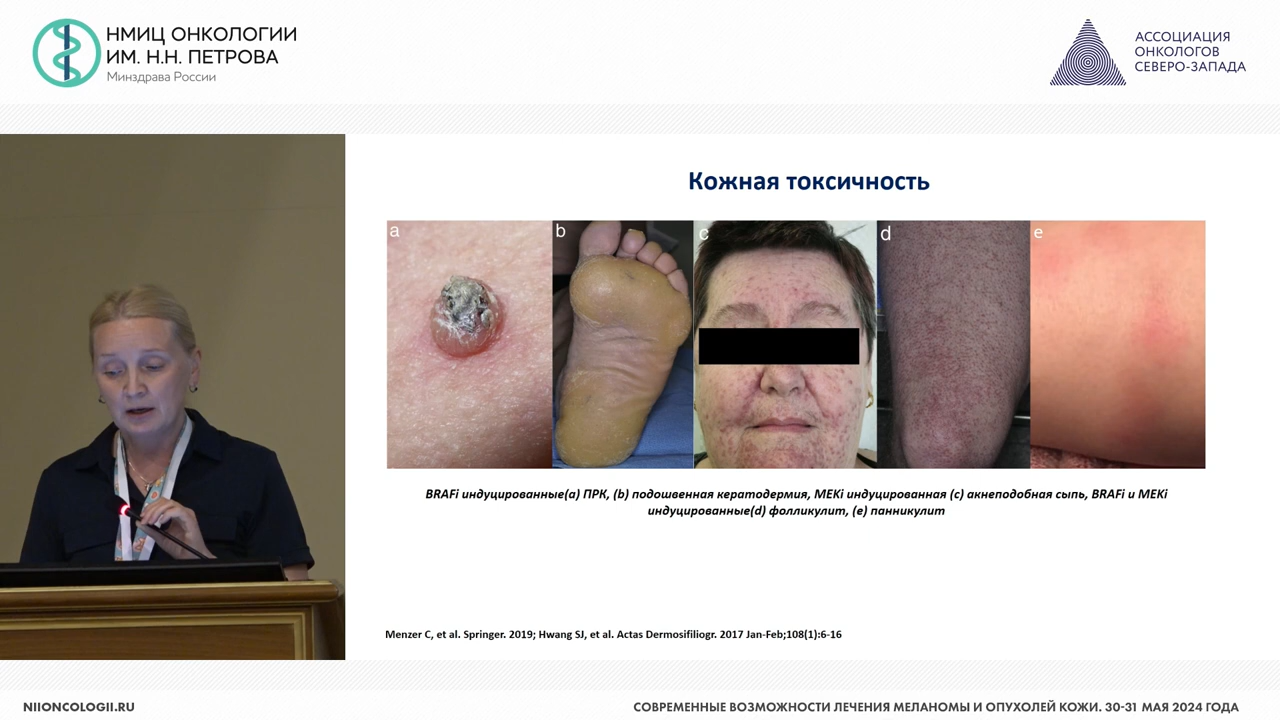 НМИЦ ОНКОЛОГИИ
ИМ. Н.Н. ПЕТРОВА
Минздрава России
АССОЦИАЦИЯ
ОНКОЛОГОВ
СЕВЕРО-ЗАПАДА
Кожная токсичность
a
b
c
d
e
BRAFi индуцированные(a) ПРК, (b) подошвенная кератодермия, MEKi индуцированная (c) акнеподобная сыпь, BRAFi и MEKi
индуцированные(d) фолликулит, (e) панникулит
Menzer C, et al. Springer. 2019; Hwang SJ, et al. Actas Dermosifiliogr. 2017 Jan-Feb;108(1):6-16
NIIONCOLOGII.RU
СОВРЕМЕННЫЕ ВОЗМОЖНОСТИ ЛЕЧЕНИЯ МЕЛАНОМЫ И ОПУХОЛЕЙ КОЖИ. 30-31 МАЯ 2024 ГОДА